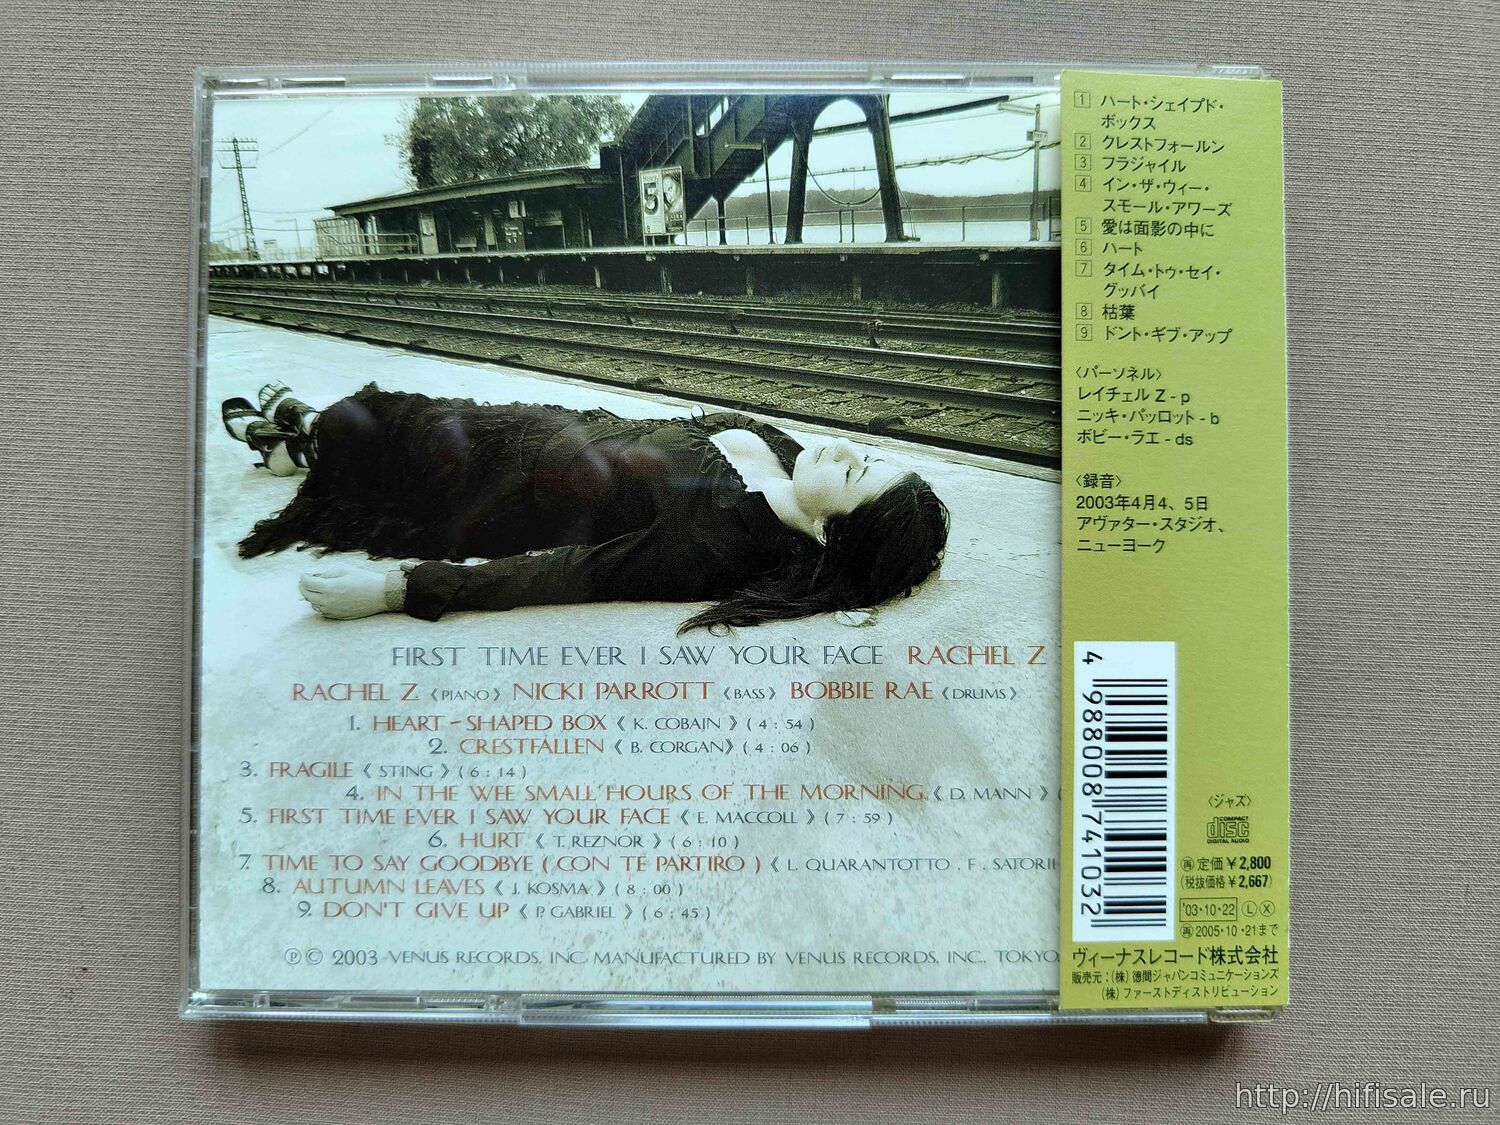 FIRST TIME EVER I SAW YOUR FACE RACHEL Z
RACHEL Z 《PIANO》 NICKI PARROTT 《BASS》 BOBBIE RAE 《DRUMS》
1. HEART-SHAPED BOX 《K. COBAIN》 (4:54)
2. CRESTFALLEN 《B. CORGAN》 (4:06)
3. FRAGILE 《STING》 (6:14)
4. IN THE WEE SMALL HOURS OF THE MORNING 《D. MANN》 (
5. FIRST TIME EVER I SAW YOUR FACE 《E. MACCOLL》 (7:59)
6. HURT 《T. REZNOR》 (6:10)
7. TIME TO SAY GOODBYE (CON TE PARTIRO) 《L. QUARANTOTTO. F. SATORI
8. AUTUMN LEAVES 《J. KOSMA》 (8:00)
9. DON'T GIVE UP 《P. GABRIEL》 (6:45)
Ⓟ© 2003 VENUS RECORDS, INC. MANUFACTURED BY VENUS RECORDS, INC. TOKYO
1 ハート・シェイプド・
ボックス
2 クレストフォールン
3 フラジャイル
4 イン・ザ・ウィー・
スモール・アワーズ
5 愛は面影の中に
6 ハート
7 タイム・トゥ・セイ・
グッバイ
8 枯葉
9 ドント・ギブ・アップ
〈パーソネル〉
レイチェル Z - p
ニッキ・パッロット - b
ボビー・ラエ - ds
〈録音〉
2003年4月4、5日
アヴァター・スタジオ、
ニューヨーク
4 988008 741032
〈ジャズ〉
COMPACT
disc
DIGITAL AUDIO
再 定価¥2,800
(税抜価格¥2,667)
'03・10・22 Ⓛ Ⓧ
再 2005・10・21まで
ヴィーナスレコード株式会社
販売元:(株)徳間ジャパンコミュニケーションズ
(株)ファーストディストリビューション
http://hifisale.ru